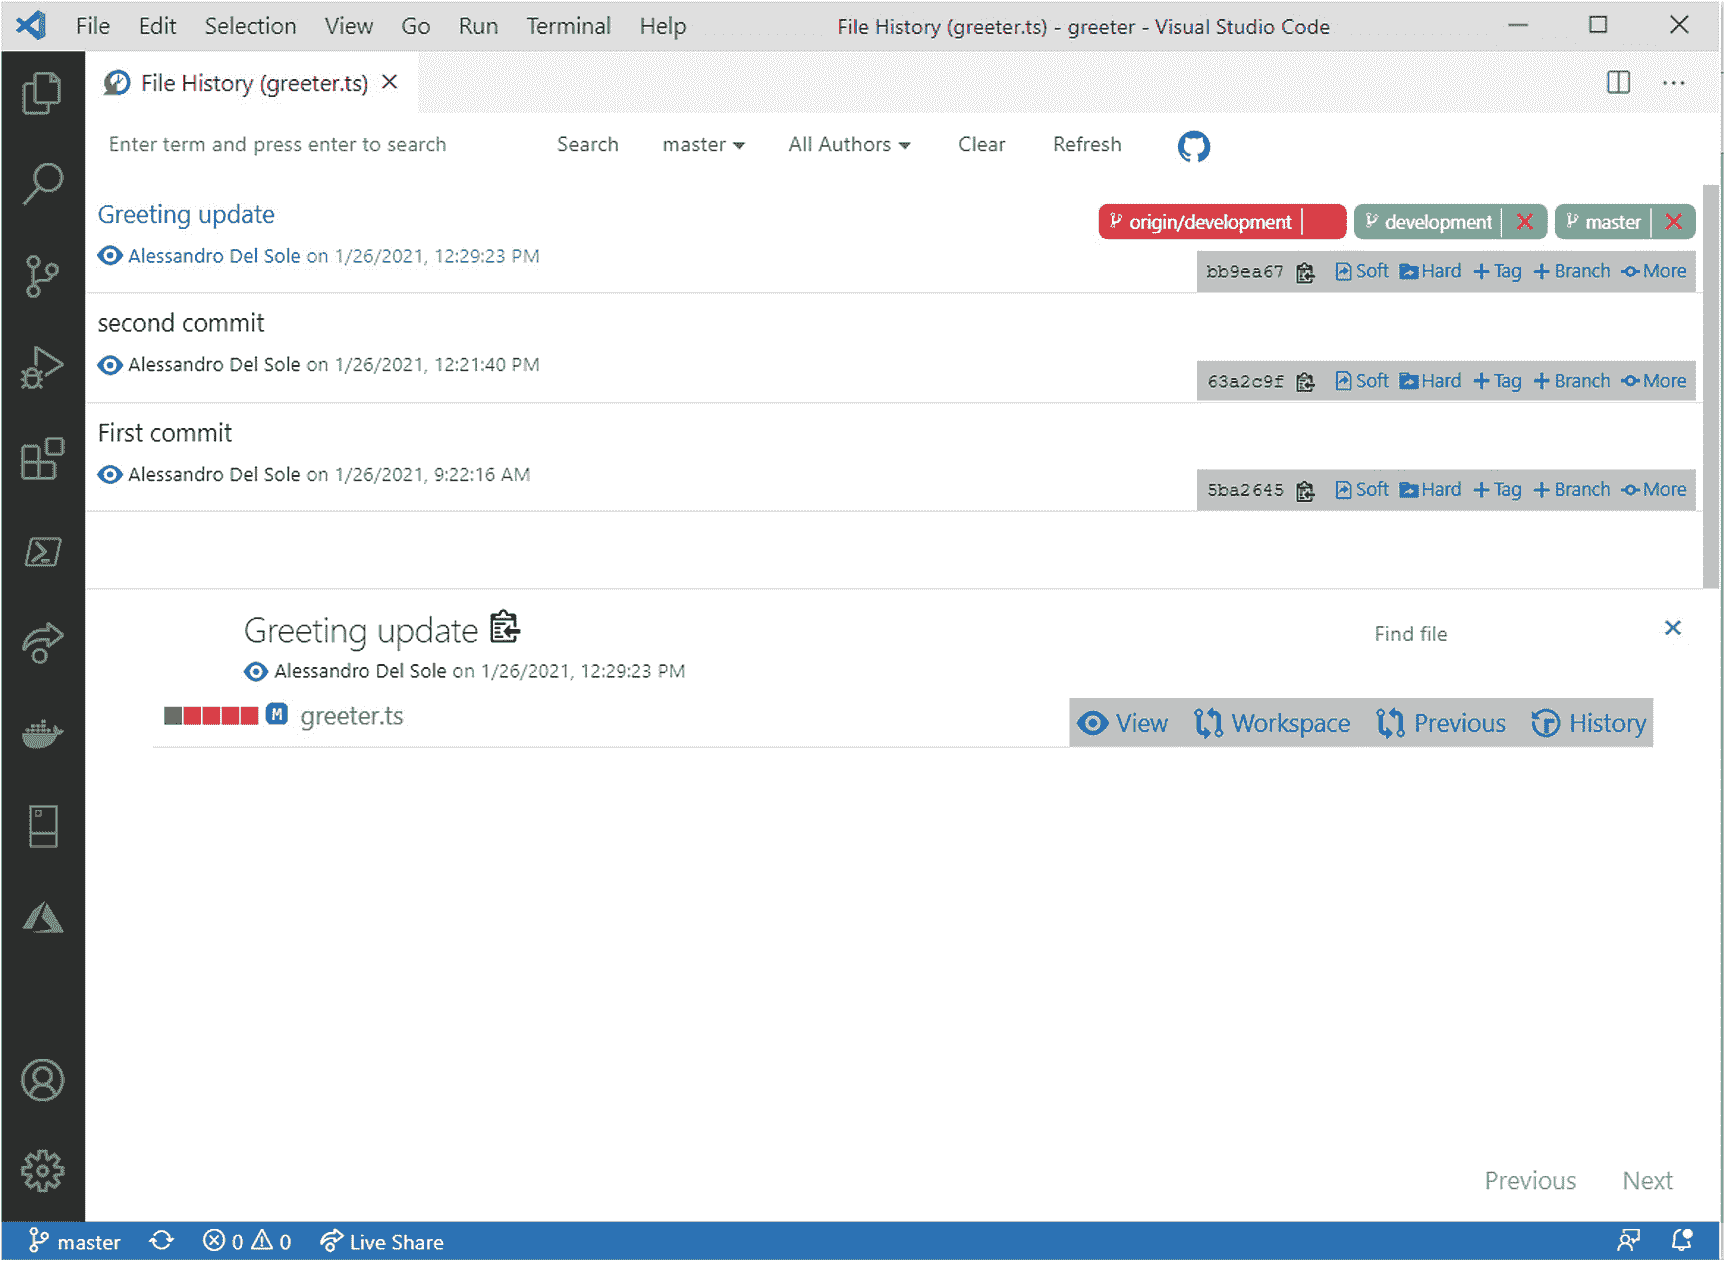 File Edit Selection View Go Run Terminal Help File History (greeter.ts) - greeter - Visual Studio Code
File History (greeter.ts)
Enter term and press enter to search Search master All Authors Clear Refresh
Greeting update origin/development development master
Alessandro Del Sole on 1/26/2021, 12:29:23 PM
bb9ea67 Soft Hard Tag Branch More
second commit
Alessandro Del Sole on 1/26/2021, 12:21:40 PM
63a2c9f Soft Hard Tag Branch More
First commit
Alessandro Del Sole on 1/26/2021, 9:22:16 AM
5ba2645 Soft Hard Tag Branch More
Greeting update Find file
Alessandro Del Sole on 1/26/2021, 12:29:23 PM
M greeter.ts View Workspace Previous History
Previous Next
master 0 0 Live Share